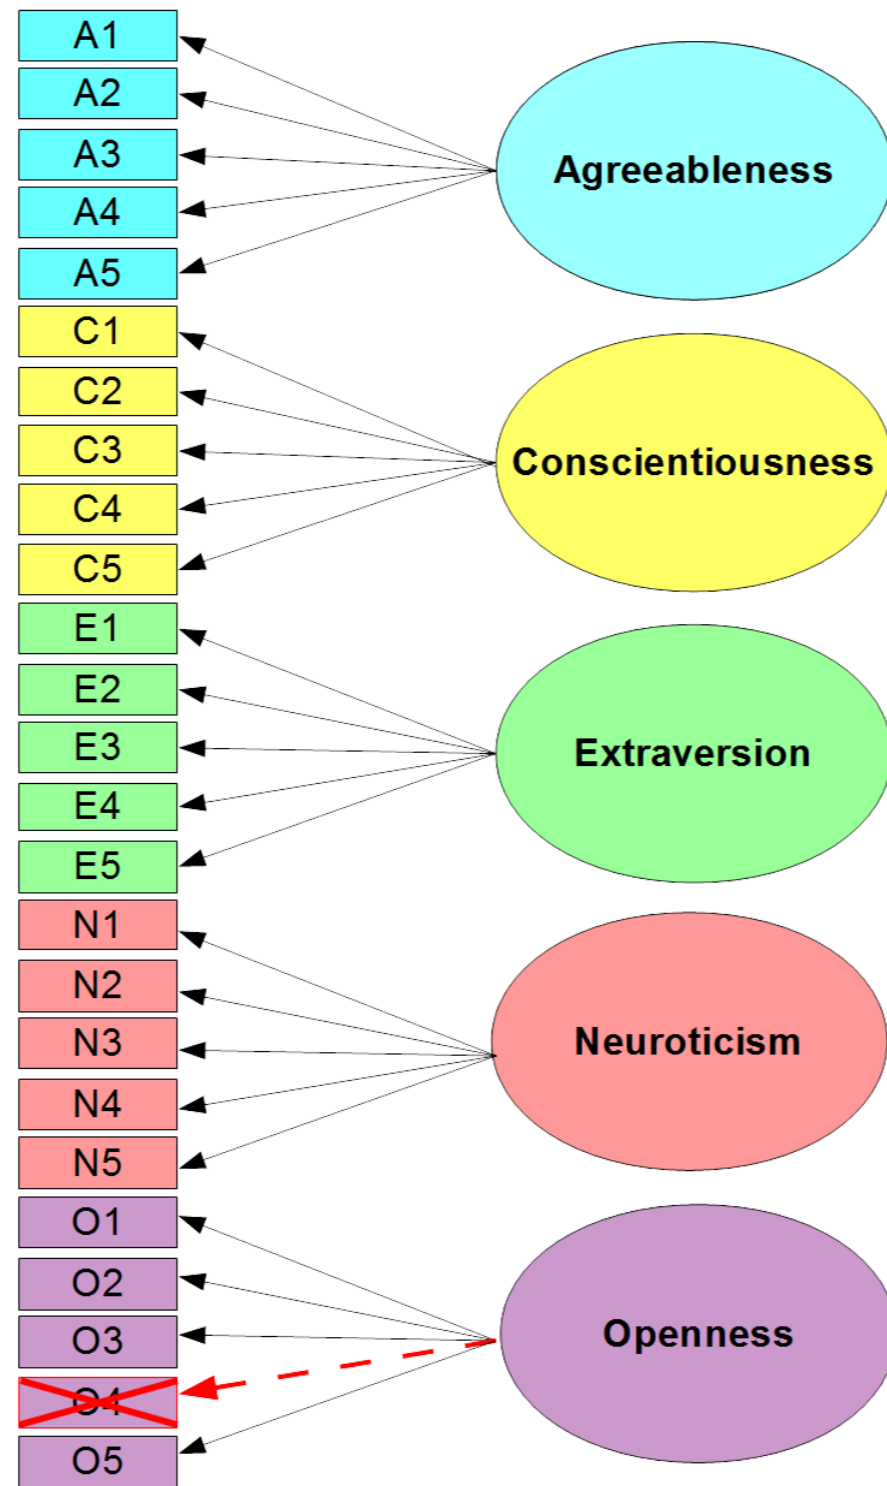 A1
A2
A3
A4
A5
Agreeableness
C1
C2
C3
C4
C5
Conscientiousness
E1
E2
E3
E4
E5
Extraversion
N1
N2
N3
N4
N5
Neuroticism
O1
O2
O3
O4
O5
Openness